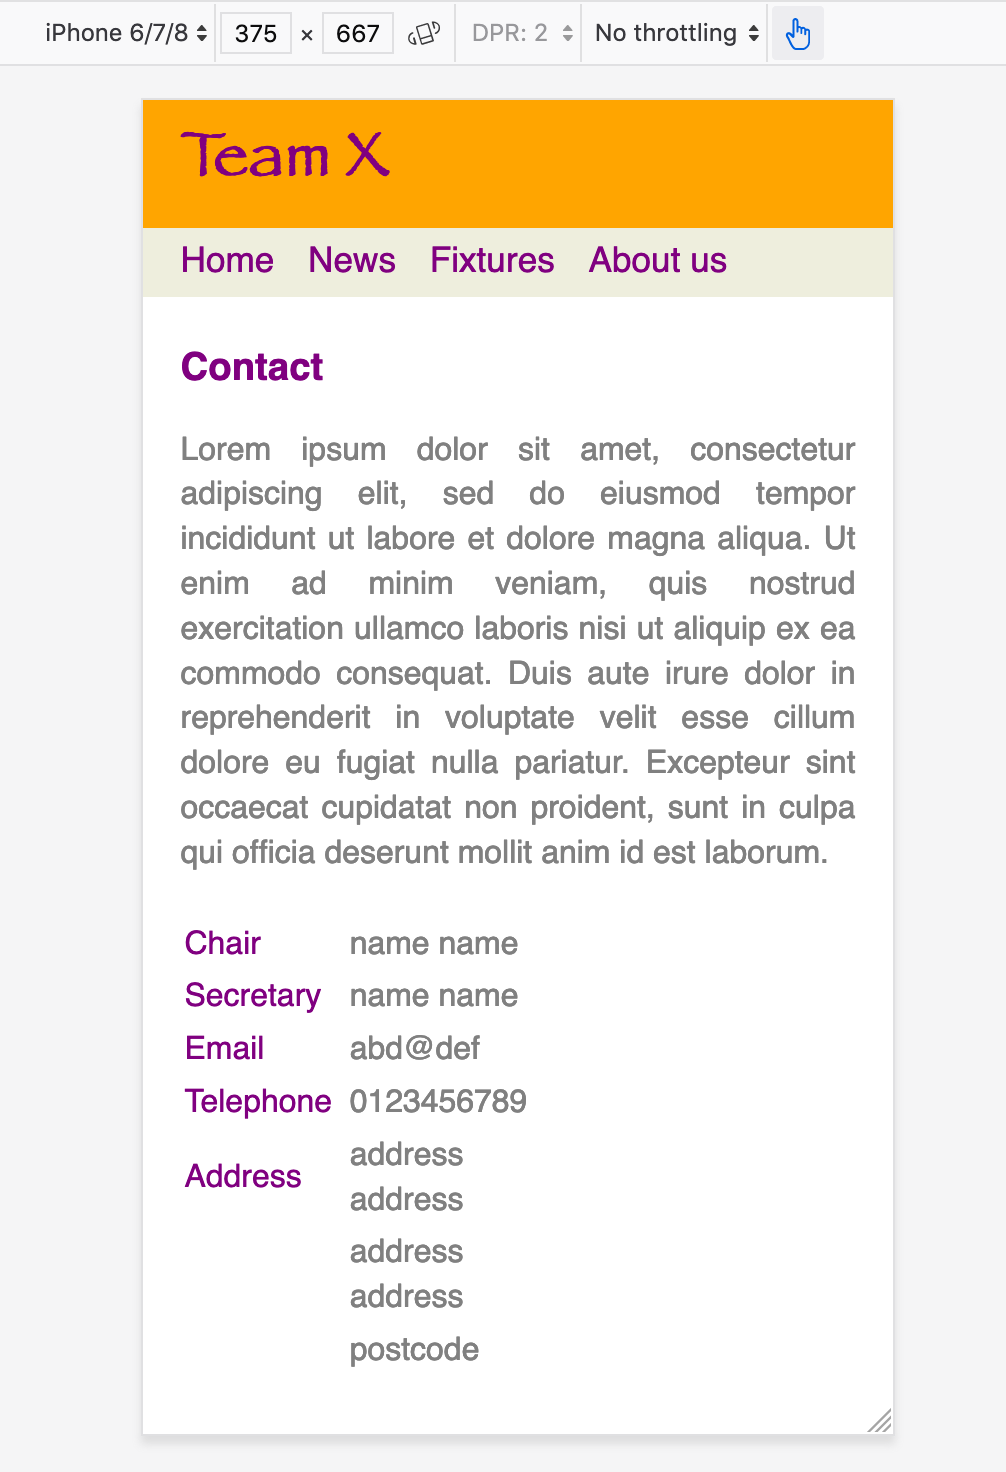 iPhone 6/7/8 375 × 667 DPR: 2 No throttling
Team X
Home News Fixtures About us
Contact
Lorem ipsum dolor sit amet, consectetur
adipiscing elit, sed do eiusmod tempor
incididunt ut labore et dolore magna aliqua. Ut
enim ad minim veniam, quis nostrud
exercitation ullamco laboris nisi ut aliquip ex ea
commodo consequat. Duis aute irure dolor in
reprehenderit in voluptate velit esse cillum
dolore eu fugiat nulla pariatur. Excepteur sint
occaecat cupidatat non proident, sunt in culpa
qui officia deserunt mollit anim id est laborum.
Chair name name
Secretary name name
Email abd@def
Telephone 0123456789
Address address
address
address
address
postcode